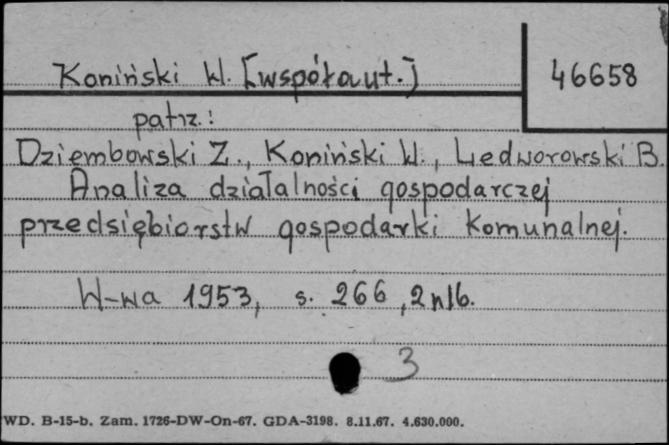 Koniński W. [współaut.]
46658
patrz:
Dziembowski Z., Koniński W., Ledworowski B.
Analiza działalności gospodarczej
przedsiębiorstw gospodarki komunalnej.
W-wa 1953, s. 266, 2 nlb.
3
WD. B-15-b. Zam. 1726-DW-On-67. GDA-3198. 8.11.67. 4.630.000.